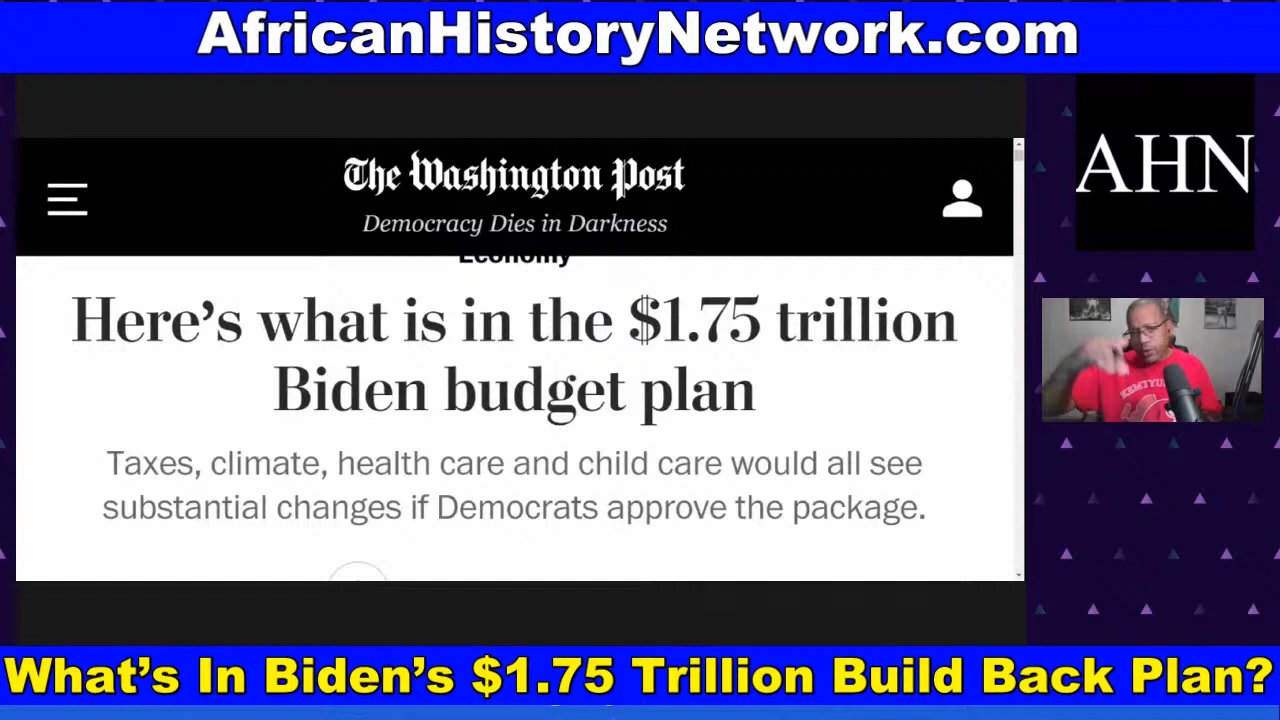 AfricanHistoryNetwork.com
The Washington Post
Democracy Dies in Darkness
Economy
Here's what is in the $1.75 trillion
Biden budget plan
Taxes, climate, health care and child care would all see
substantial changes if Democrats approve the package.
AHN
What's In Biden's $1.75 Trillion Build Back Plan?